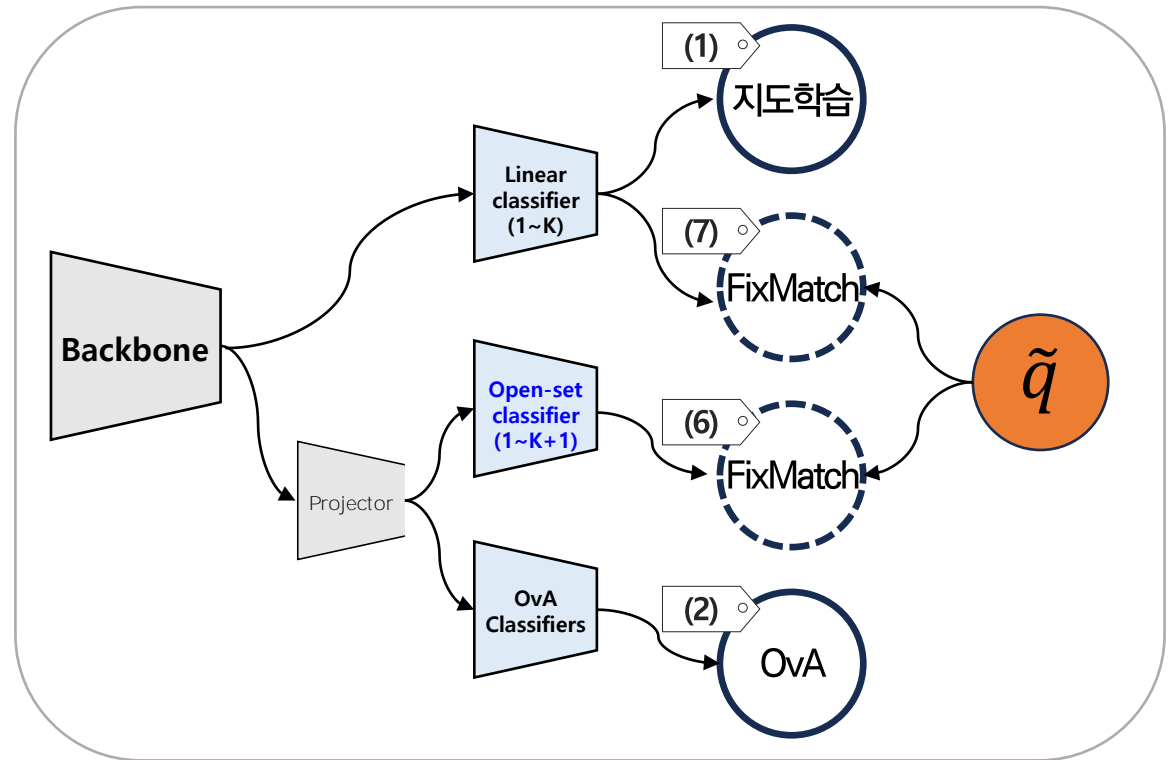 (1)
지도학습
Linear
classifier
(1~K)
(7)
FixMatch
Backbone
q̃
Open-set
classifier
(1~K+1)
(6)
FixMatch
Projector
OvA
Classifiers
(2)
OvA